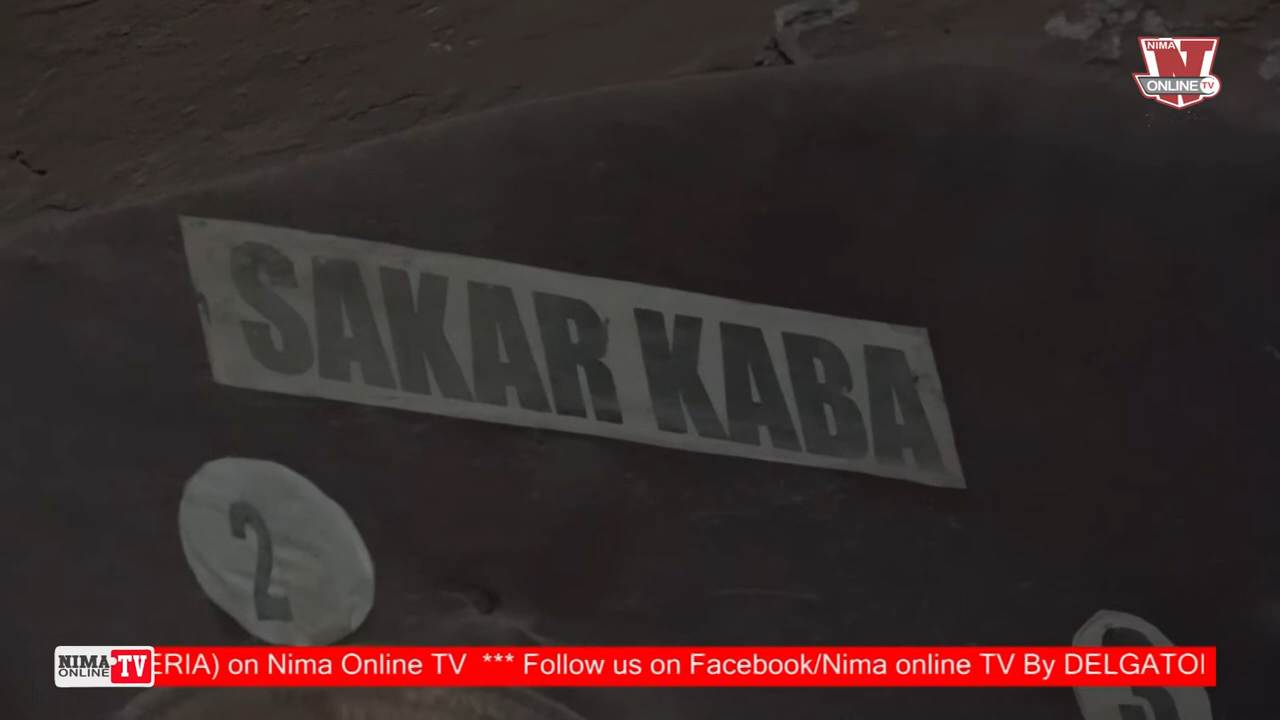 NIMA
ONLINE TV
SAKAR KABA
2
NIMA
ONLINE
TV
ERIA) on Nima Online TV *** Follow us on Facebook/Nima online TV By DELGATO